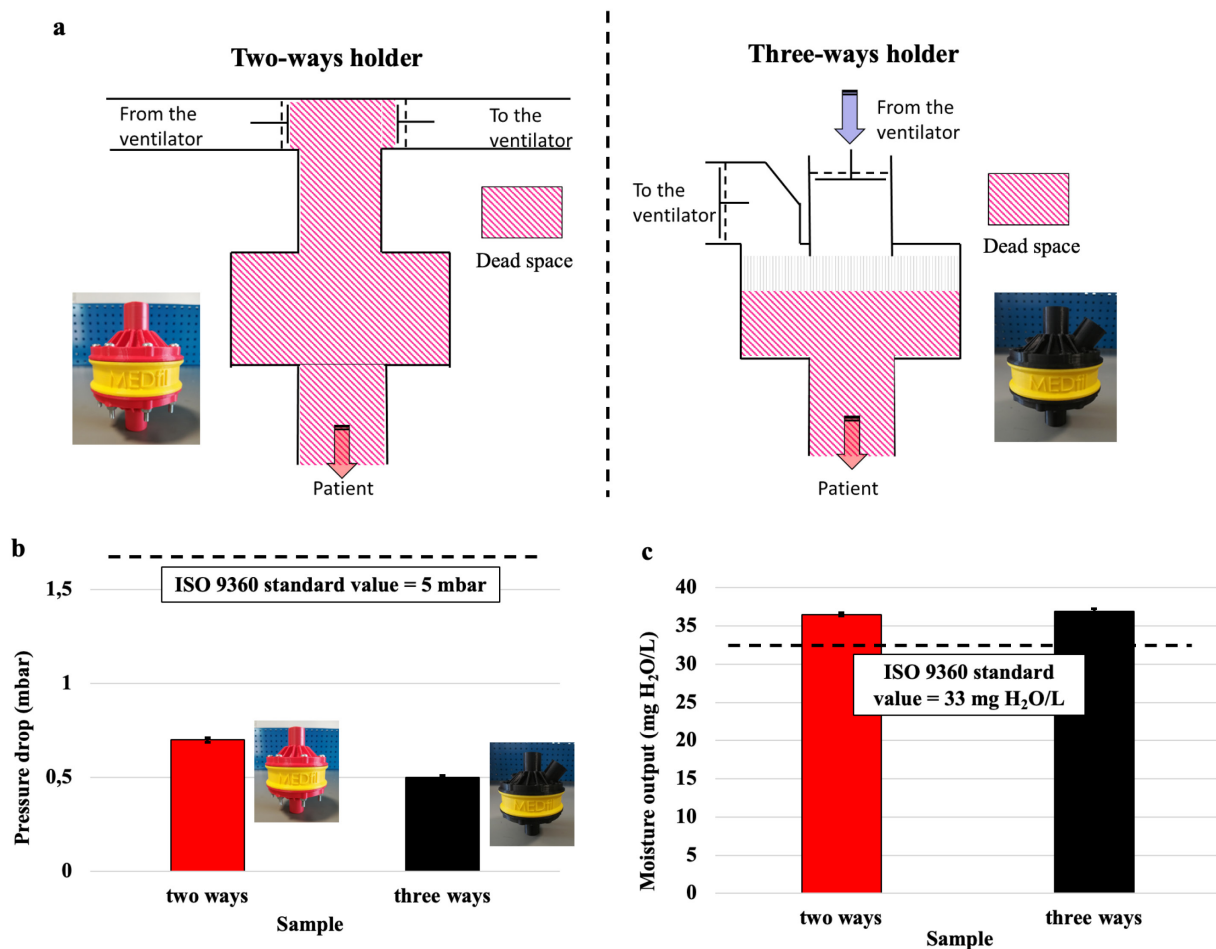 a
Two-ways holder
From the
ventilator
To the
ventilator
Dead space
MEDfil
Patient
Three-ways holder
From the
ventilator
To the
ventilator
Dead space
MEDfil
Patient
b
ISO 9360 standard value = 5 mbar
Pressure drop (mbar)
1,5
1
0,5
0
MEDfil
MEDfil
two ways
three ways
Sample
c
Moisture output (mg H₂O/L)
40
35
30
25
20
15
10
5
0
ISO 9360 standard
value = 33 mg H₂O/L
two ways
three ways
Sample